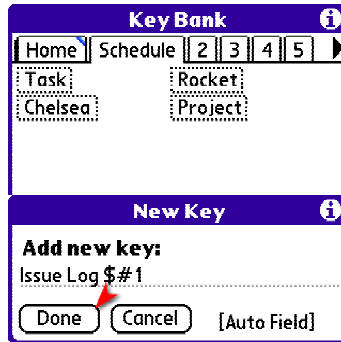 Key Bank
Home Schedule 2 3 4 5
Task Rocket
Chelsea Project
New Key
Add new key:
Issue Log $#1
Done Cancel [Auto Field]